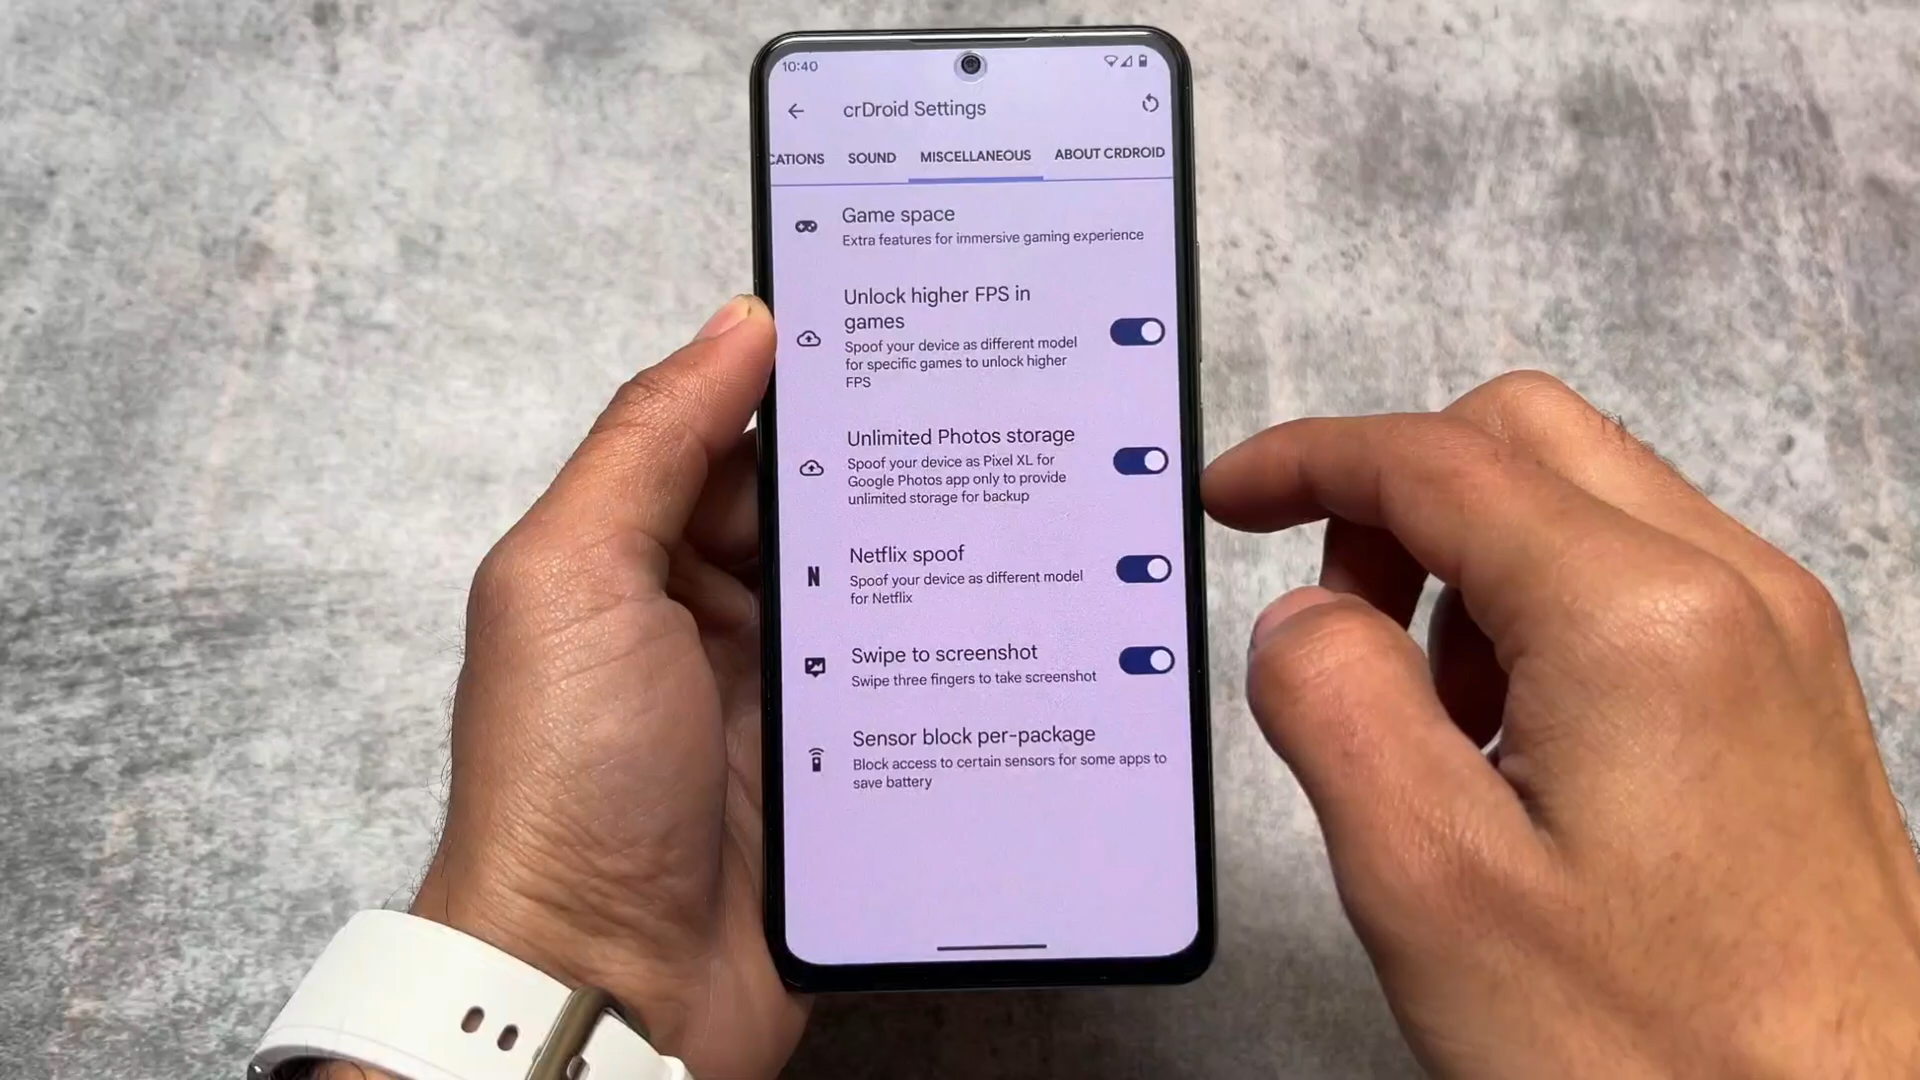 10:40
crDroid Settings
CATIONS SOUND MISCELLANEOUS ABOUT CRDROID
Game space
Extra features for immersive gaming experience
Unlock higher FPS in
games
Spoof your device as different model
for specific games to unlock higher
FPS
Unlimited Photos storage
Spoof your device as Pixel XL for
Google Photos app only to provide
unlimited storage for backup
N
Netflix spoof
Spoof your device as different model
for Netflix
Swipe to screenshot
Swipe three fingers to take screenshot
Sensor block per-package
Block access to certain sensors for some apps to
save battery